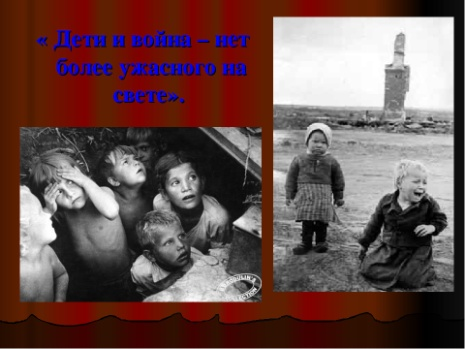 « Дети и война – нет
более ужасного на
свете».